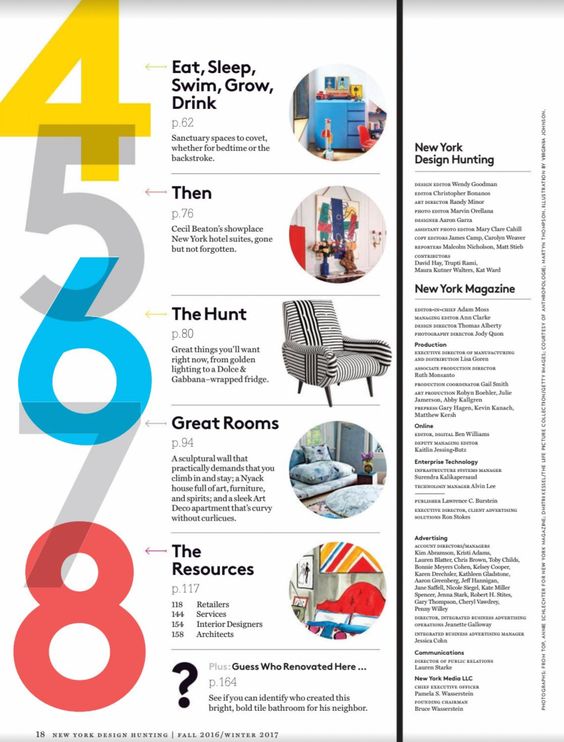 4
5
6
7
8
←
Eat, Sleep,
Swim, Grow,
Drink
p.62
Sanctuary spaces to covet,
whether for bedtime or the
backstroke.
←
Then
p.76
Cecil Beaton's showplace
New York hotel suites, gone
but not forgotten.
←
The Hunt
p.80
Great things you'll want
right now, from golden
lighting to a Dolce &
Gabbana–wrapped fridge.
←
Great Rooms
p.94
A sculptural wall that
practically demands that you
climb in and stay; a Nyack
house full of art, furniture,
and spirits; and a sleek Art
Deco apartment that's curvy
without curlicues.
←
The
Resources
p.117
118 Retailers
144 Services
154 Interior Designers
158 Architects
?
Plus: Guess Who Renovated Here ...
p.164
See if you can identify who created this
bright, bold tile bathroom for his neighbor.
18 NEW YORK DESIGN HUNTING | FALL 2016/WINTER 2017
New York
Design Hunting
DESIGN EDITOR Wendy Goodman
EDITOR Christopher Bonanos
ART DIRECTOR Randy Minor
PHOTO EDITOR Marvin Orellana
DESIGNER Aaron Garza
ASSISTANT PHOTO EDITOR Mary Clare Cahill
COPY EDITORS James Camp, Carolyn Weaver
REPORTERS Malcolm Nicholson, Matt Stieb
CONTRIBUTORS
David Hay, Trupti Rami,
Maura Kutner Walters, Kat Ward
New York Magazine
EDITOR-IN-CHIEF Adam Moss
MANAGING EDITOR Ann Clarke
DESIGN DIRECTOR Thomas Alberty
PHOTOGRAPHY DIRECTOR Jody Quon
Production
EXECUTIVE DIRECTOR OF MANUFACTURING
AND DISTRIBUTION Lisa Goren
ASSOCIATE PRODUCTION DIRECTOR
Ruth Monsanto
PRODUCTION COORDINATOR Gail Smith
ART PRODUCTION Robyn Boehler, Julie
Jamerson, Abby Kallgren
PREPRESS Gary Hagen, Kevin Kanach,
Matthew Kersh
Online
EDITOR, DIGITAL Ben Williams
DEPUTY MANAGING EDITOR
Kaitlin Jessing-Butz
Enterprise Technology
INFRASTRUCTURE SYSTEMS MANAGER
Surendra Kalikapersaud
TECHNOLOGY MANAGER Alvin Lee
PUBLISHER Lawrence C. Burstein
EXECUTIVE DIRECTOR, CLIENT ADVERTISING
SOLUTIONS Ron Stokes
Advertising
ACCOUNT DIRECTORS/MANAGERS
Kim Abramson, Kristi Adams,
Lauren Blatter, Chris Brown, Toby Childs,
Bonnie Meyers Cohen, Kelsey Cooper,
Karen Drechsler, Kathleen Gladstone,
Aaron Greenberg, Jeff Hannigan,
Jane Saffell, Nicole Siegel, Kate Miller
Spencer, Jenna Stark, Robert H. Stites,
Gary Thompson, Cheryl Vawdrey,
Penny Willey
DIRECTOR, INTEGRATED BUSINESS ADVERTISING
OPERATIONS Jeanette Galloway
INTEGRATED BUSINESS ADVERTISING MANAGER
Jessica Cohn
Communications
DIRECTOR OF PUBLIC RELATIONS
Lauren Starke
New York Media LLC
CHIEF EXECUTIVE OFFICER
Pamela S. Wasserstein
FOUNDING CHAIRMAN
Bruce Wasserstein
PHOTOGRAPHS: FROM TOP, ANNIE SCHLECHTER FOR NEW YORK MAGAZINE; DMITRI KESSEL/THE LIFE PICTURE COLLECTION/GETTY IMAGES; COURTESY OF ANTHROPOLOGIE; MARTYN THOMPSON. ILLUSTRATION BY VIRGINIA JOHNSON.